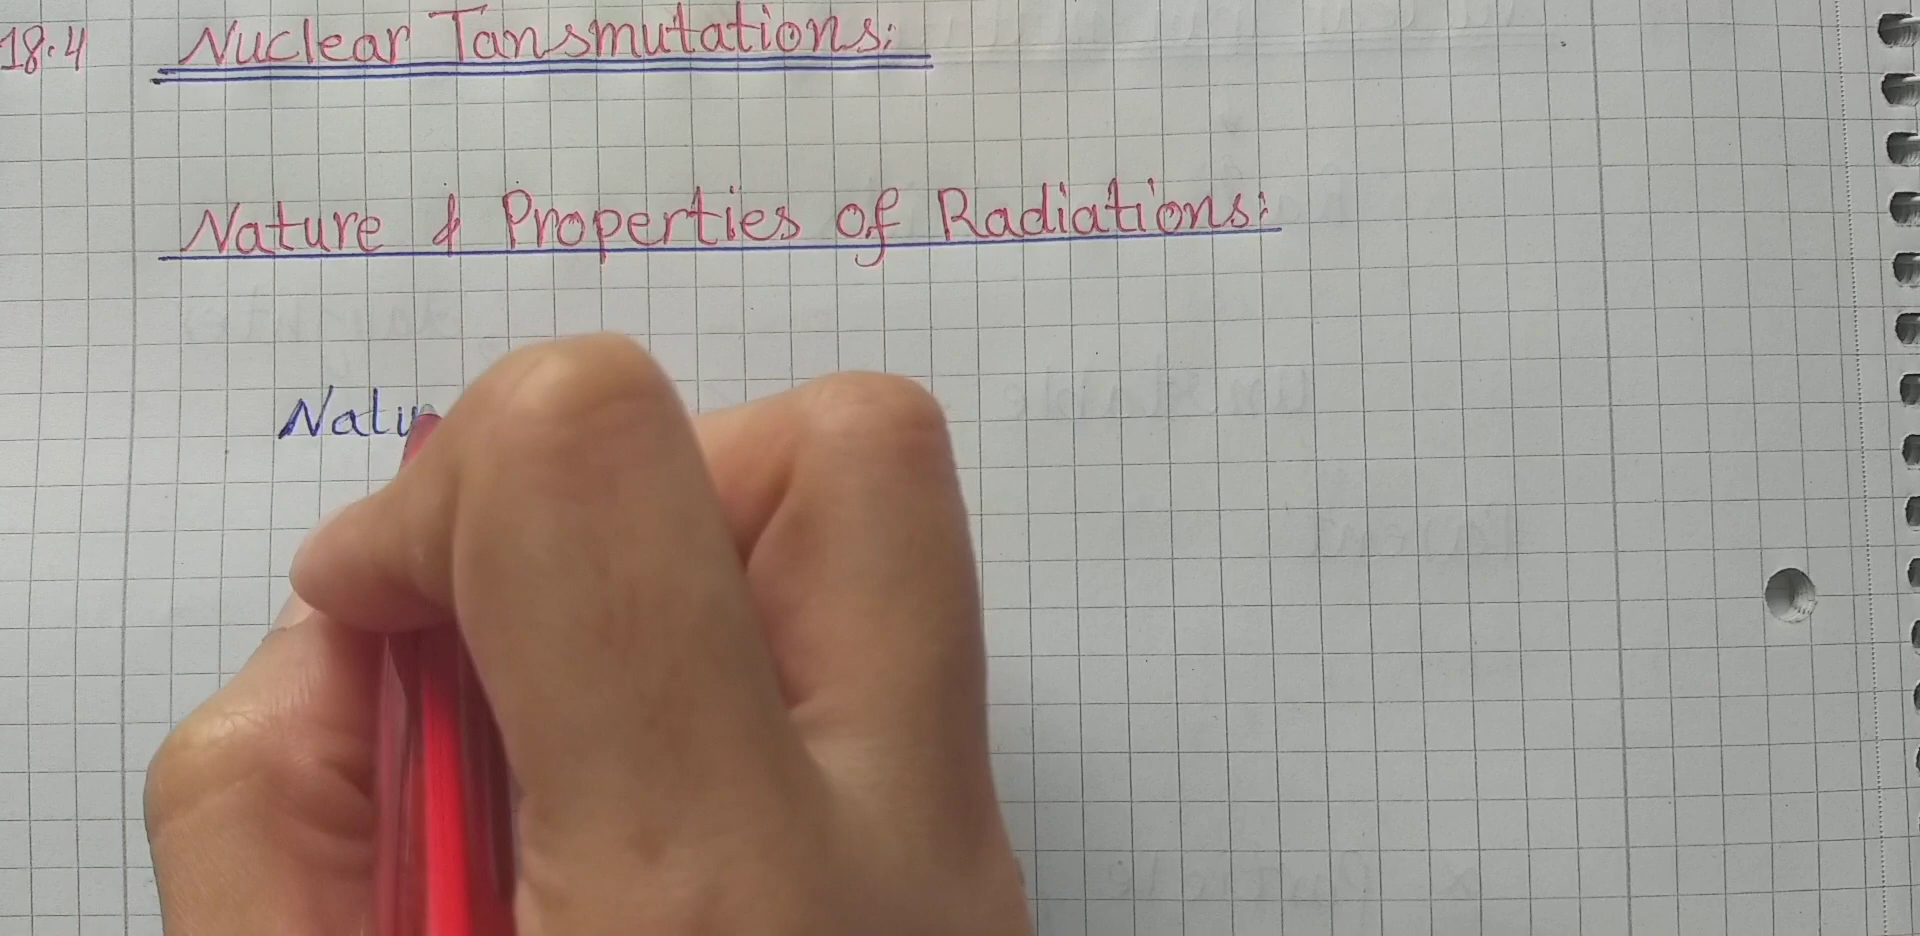 18.4 Nuclear Tansmutations:
Nature & Properties of Radiations:
Natu